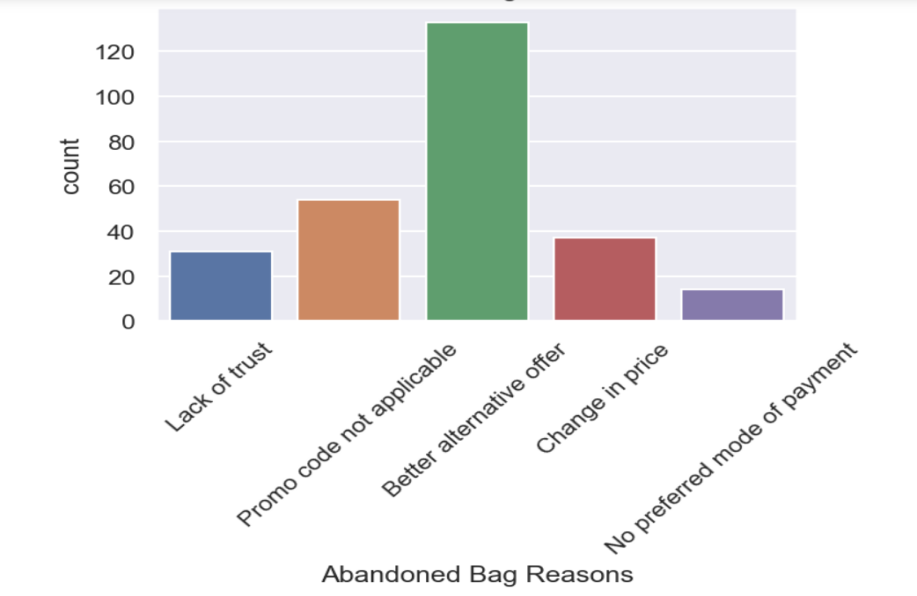 120
100
80
60
40
20
0
count
Lack of trust
Promo code not applicable
Better alternative offer
Change in price
No preferred mode of payment
Abandoned Bag Reasons